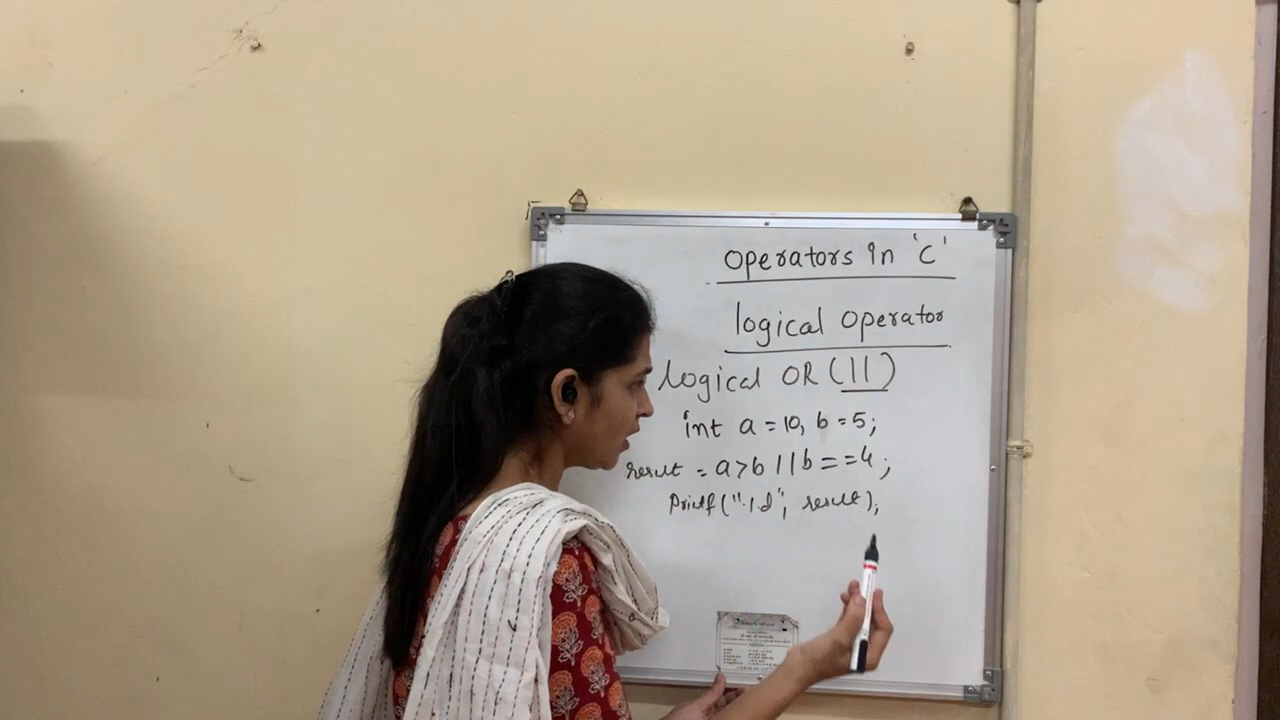 Operators in 'C'
logical operator
logical OR (||)
int a = 10, b = 5;
result = a>b || b==4;
Printf("%d", result);